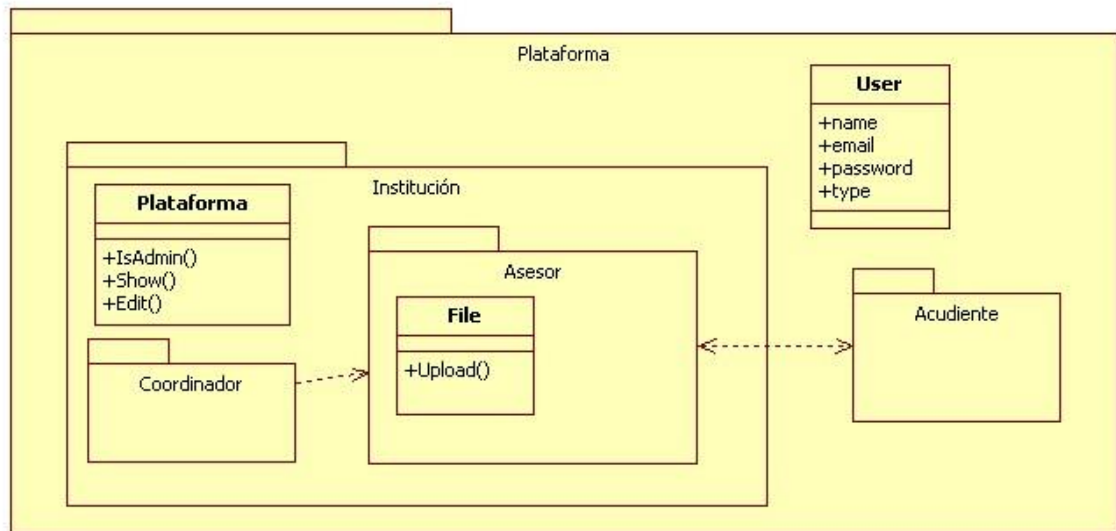 Plataforma
User
+name
+email
+password
+type
Institución
Plataforma
+IsAdmin()
+Show()
+Edit()
Asesor
File
+Upload()
Coordinador
Acudiente